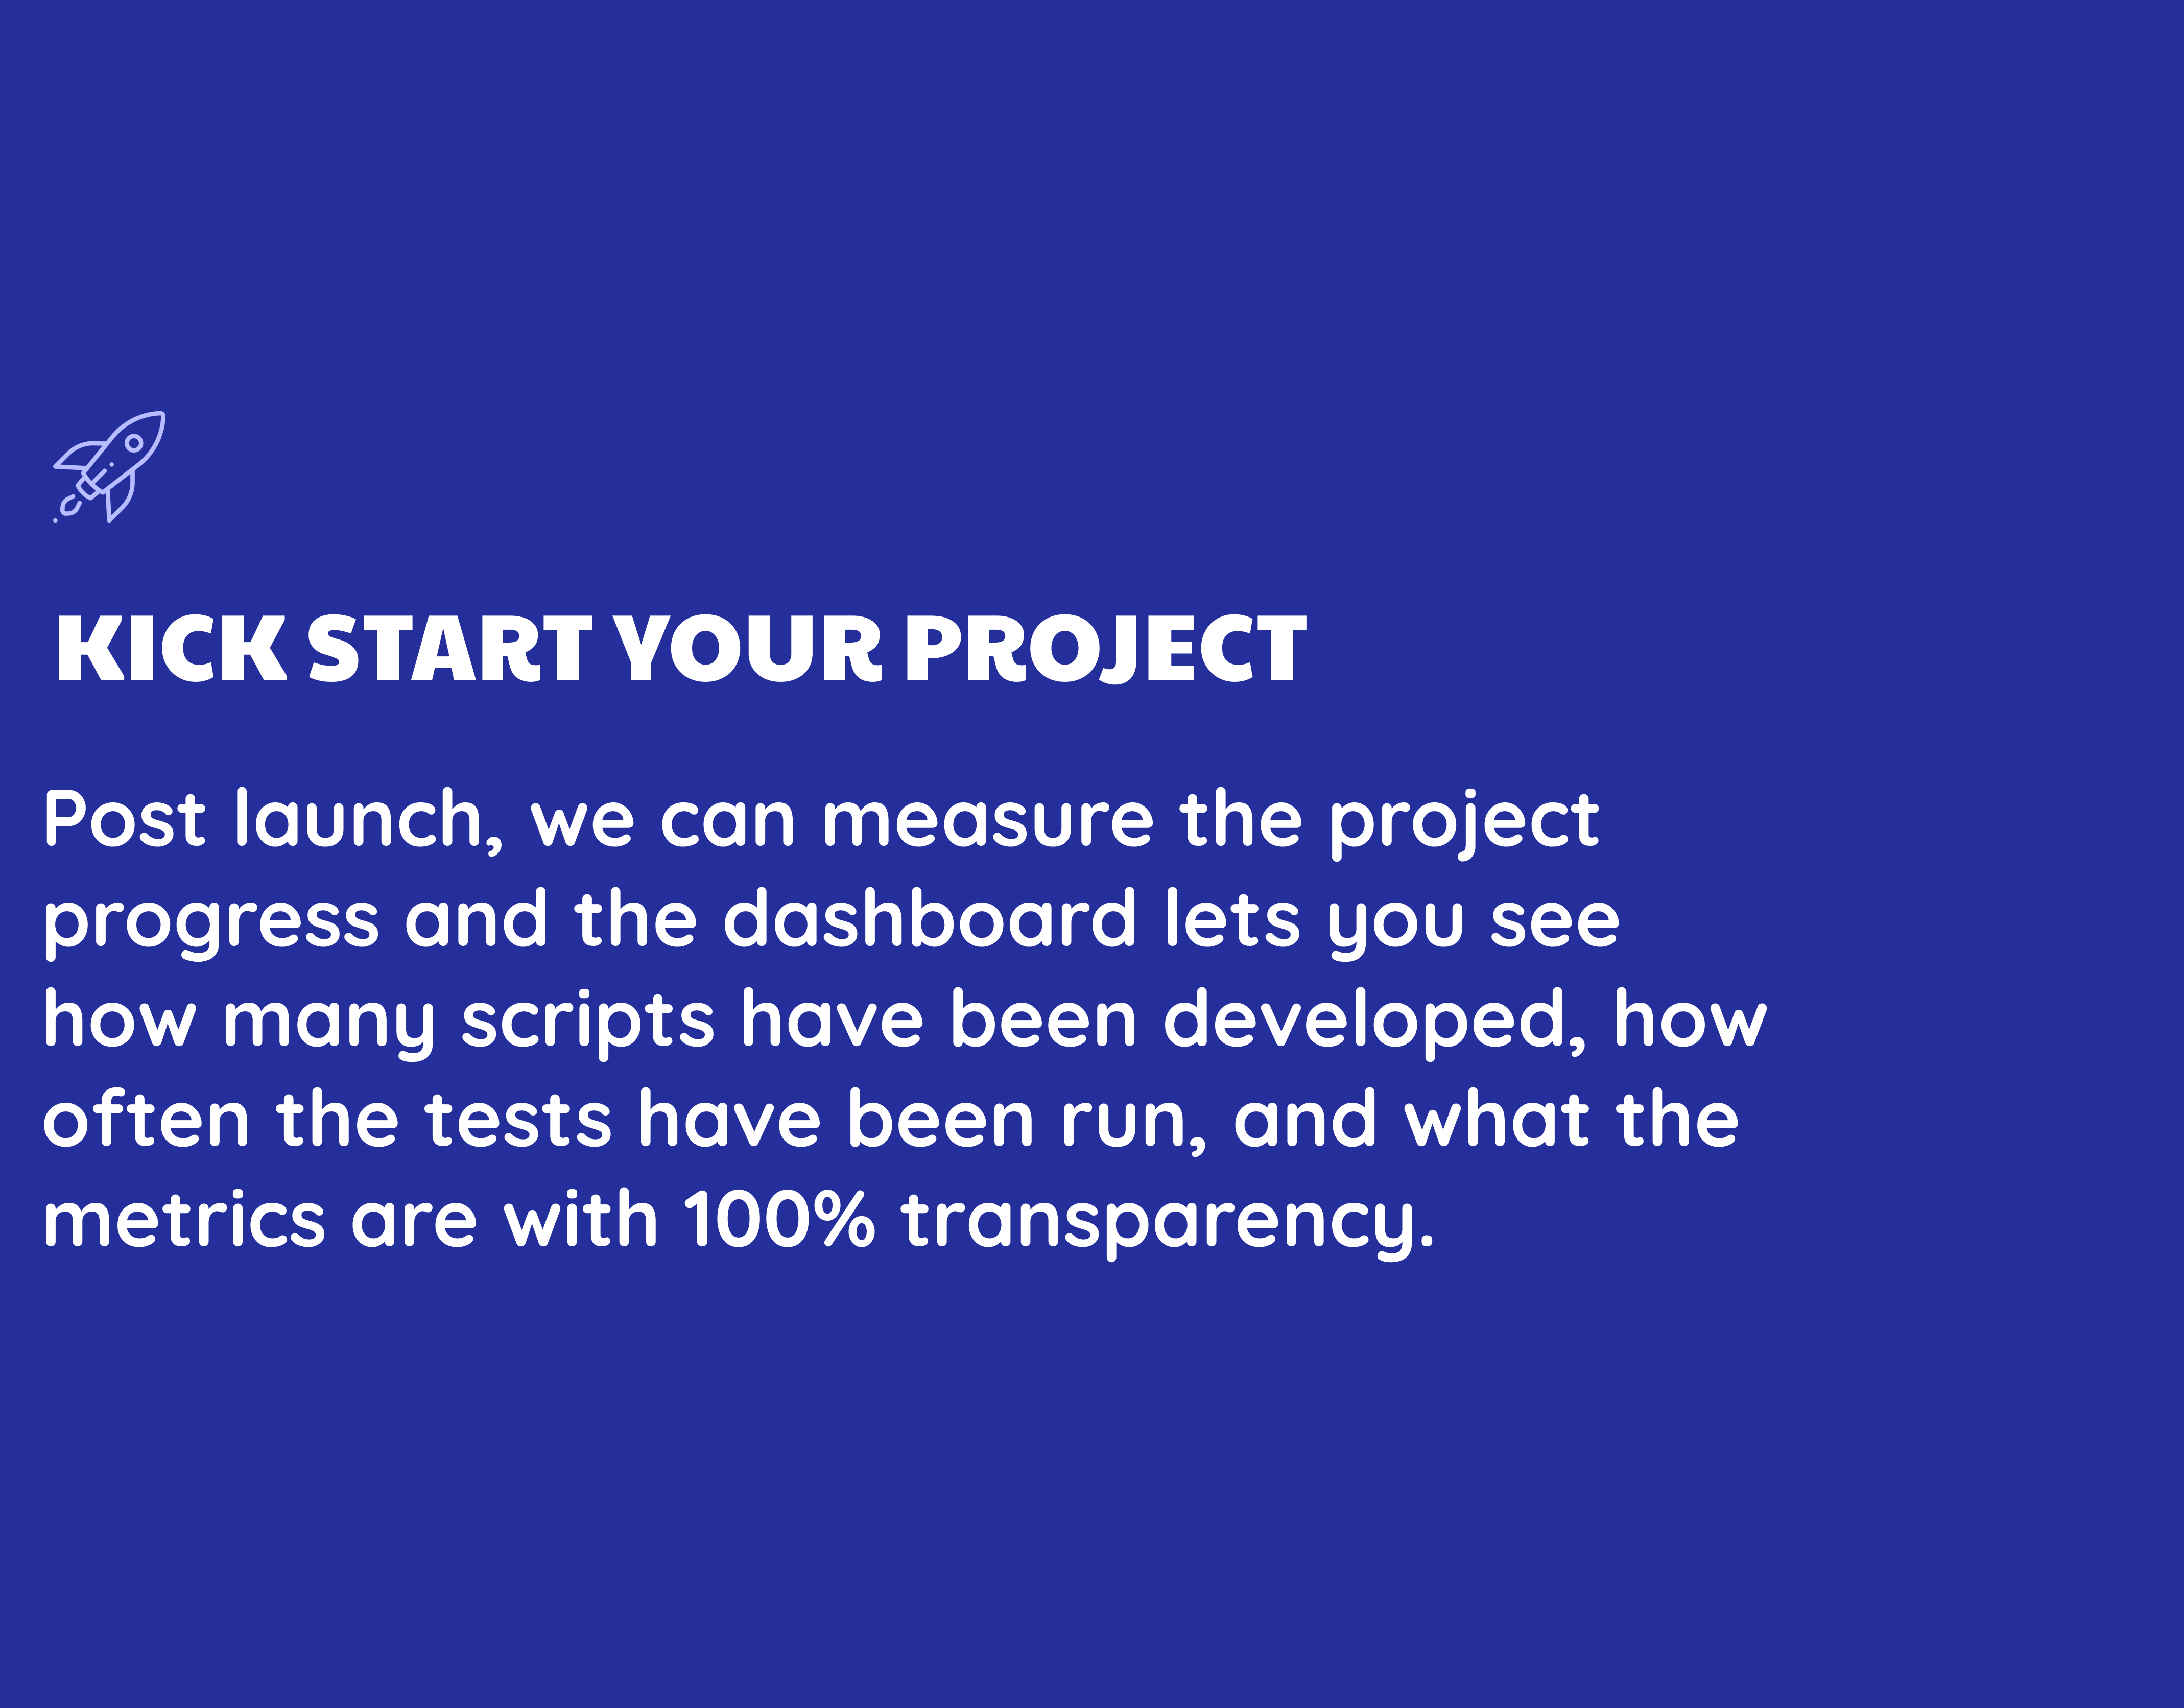 KICK START YOUR PROJECT
Post launch, we can measure the project
progress and the dashboard lets you see
how many scripts have been developed, how
often the tests have been run, and what the
metrics are with 100% transparency.